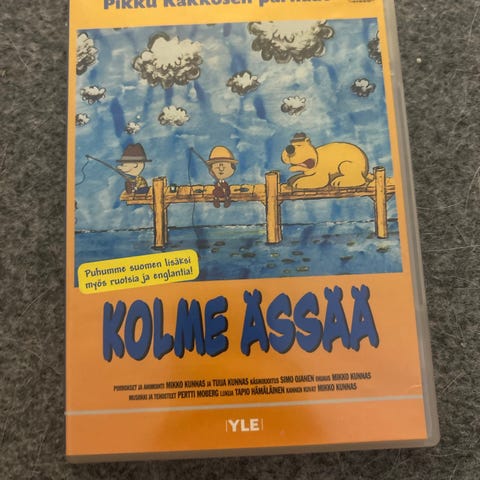 Pikku Kakkosen parhaat
Puhumme suomen lisäksi
myös ruotsia ja englantia!
KOLME ÄSSÄÄ
PIIRROKSET JA ANIMOINTI MIKKO KUNNAS JA TUIJA KUNNAS KÄSIKIRJOITUS SIMO OJANEN OHJAUS MIKKO KUNNAS
MUSIIKKI JA TEHOSTEET PERTTI MOBERG LUKIJA TAPIO HÄMÄLÄINEN KANNEN KUVAT MIKKO KUNNAS
YLE